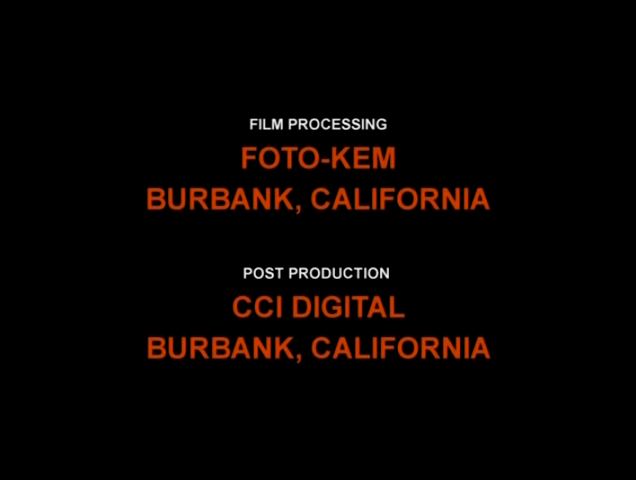 FILM PROCESSING
FOTO-KEM
BURBANK, CALIFORNIA
POST PRODUCTION
CCI DIGITAL
BURBANK, CALIFORNIA